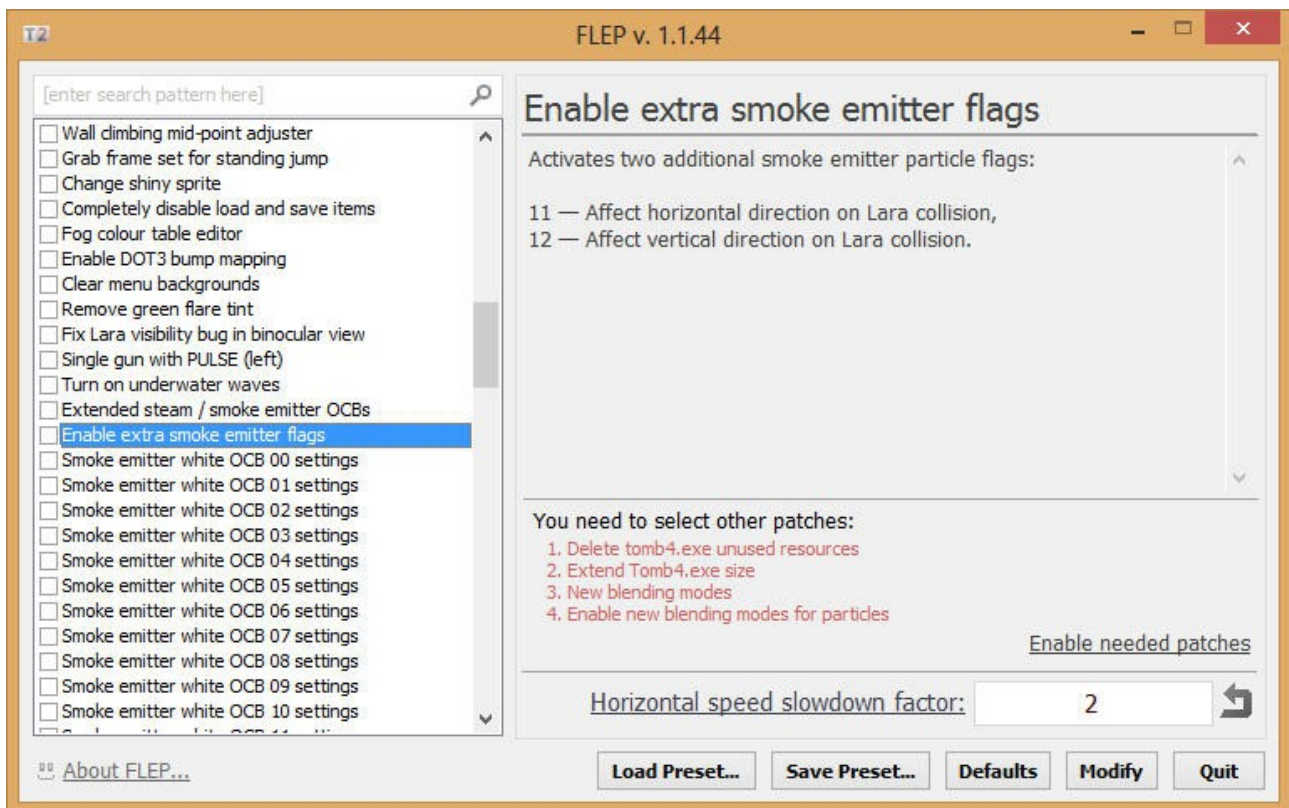 T2
FLEP v. 1.1.44
[enter search pattern here]
Wall climbing mid-point adjuster
Grab frame set for standing jump
Change shiny sprite
Completely disable load and save items
Fog colour table editor
Enable DOT3 bump mapping
Clear menu backgrounds
Remove green flare tint
Fix Lara visibility bug in binocular view
Single gun with PULSE (left)
Turn on underwater waves
Extended steam / smoke emitter OCBs
Enable extra smoke emitter flags
Smoke emitter white OCB 00 settings
Smoke emitter white OCB 01 settings
Smoke emitter white OCB 02 settings
Smoke emitter white OCB 03 settings
Smoke emitter white OCB 04 settings
Smoke emitter white OCB 05 settings
Smoke emitter white OCB 06 settings
Smoke emitter white OCB 07 settings
Smoke emitter white OCB 08 settings
Smoke emitter white OCB 09 settings
Smoke emitter white OCB 10 settings
Enable extra smoke emitter flags
Activates two additional smoke emitter particle flags:
11 — Affect horizontal direction on Lara collision,
12 — Affect vertical direction on Lara collision.
You need to select other patches:
1. Delete tomb4.exe unused resources
2. Extend Tomb4.exe size
3. New blending modes
4. Enable new blending modes for particles
Enable needed patches
Horizontal speed slowdown factor:
2
About FLEP...
Load Preset...
Save Preset...
Defaults
Modify
Quit